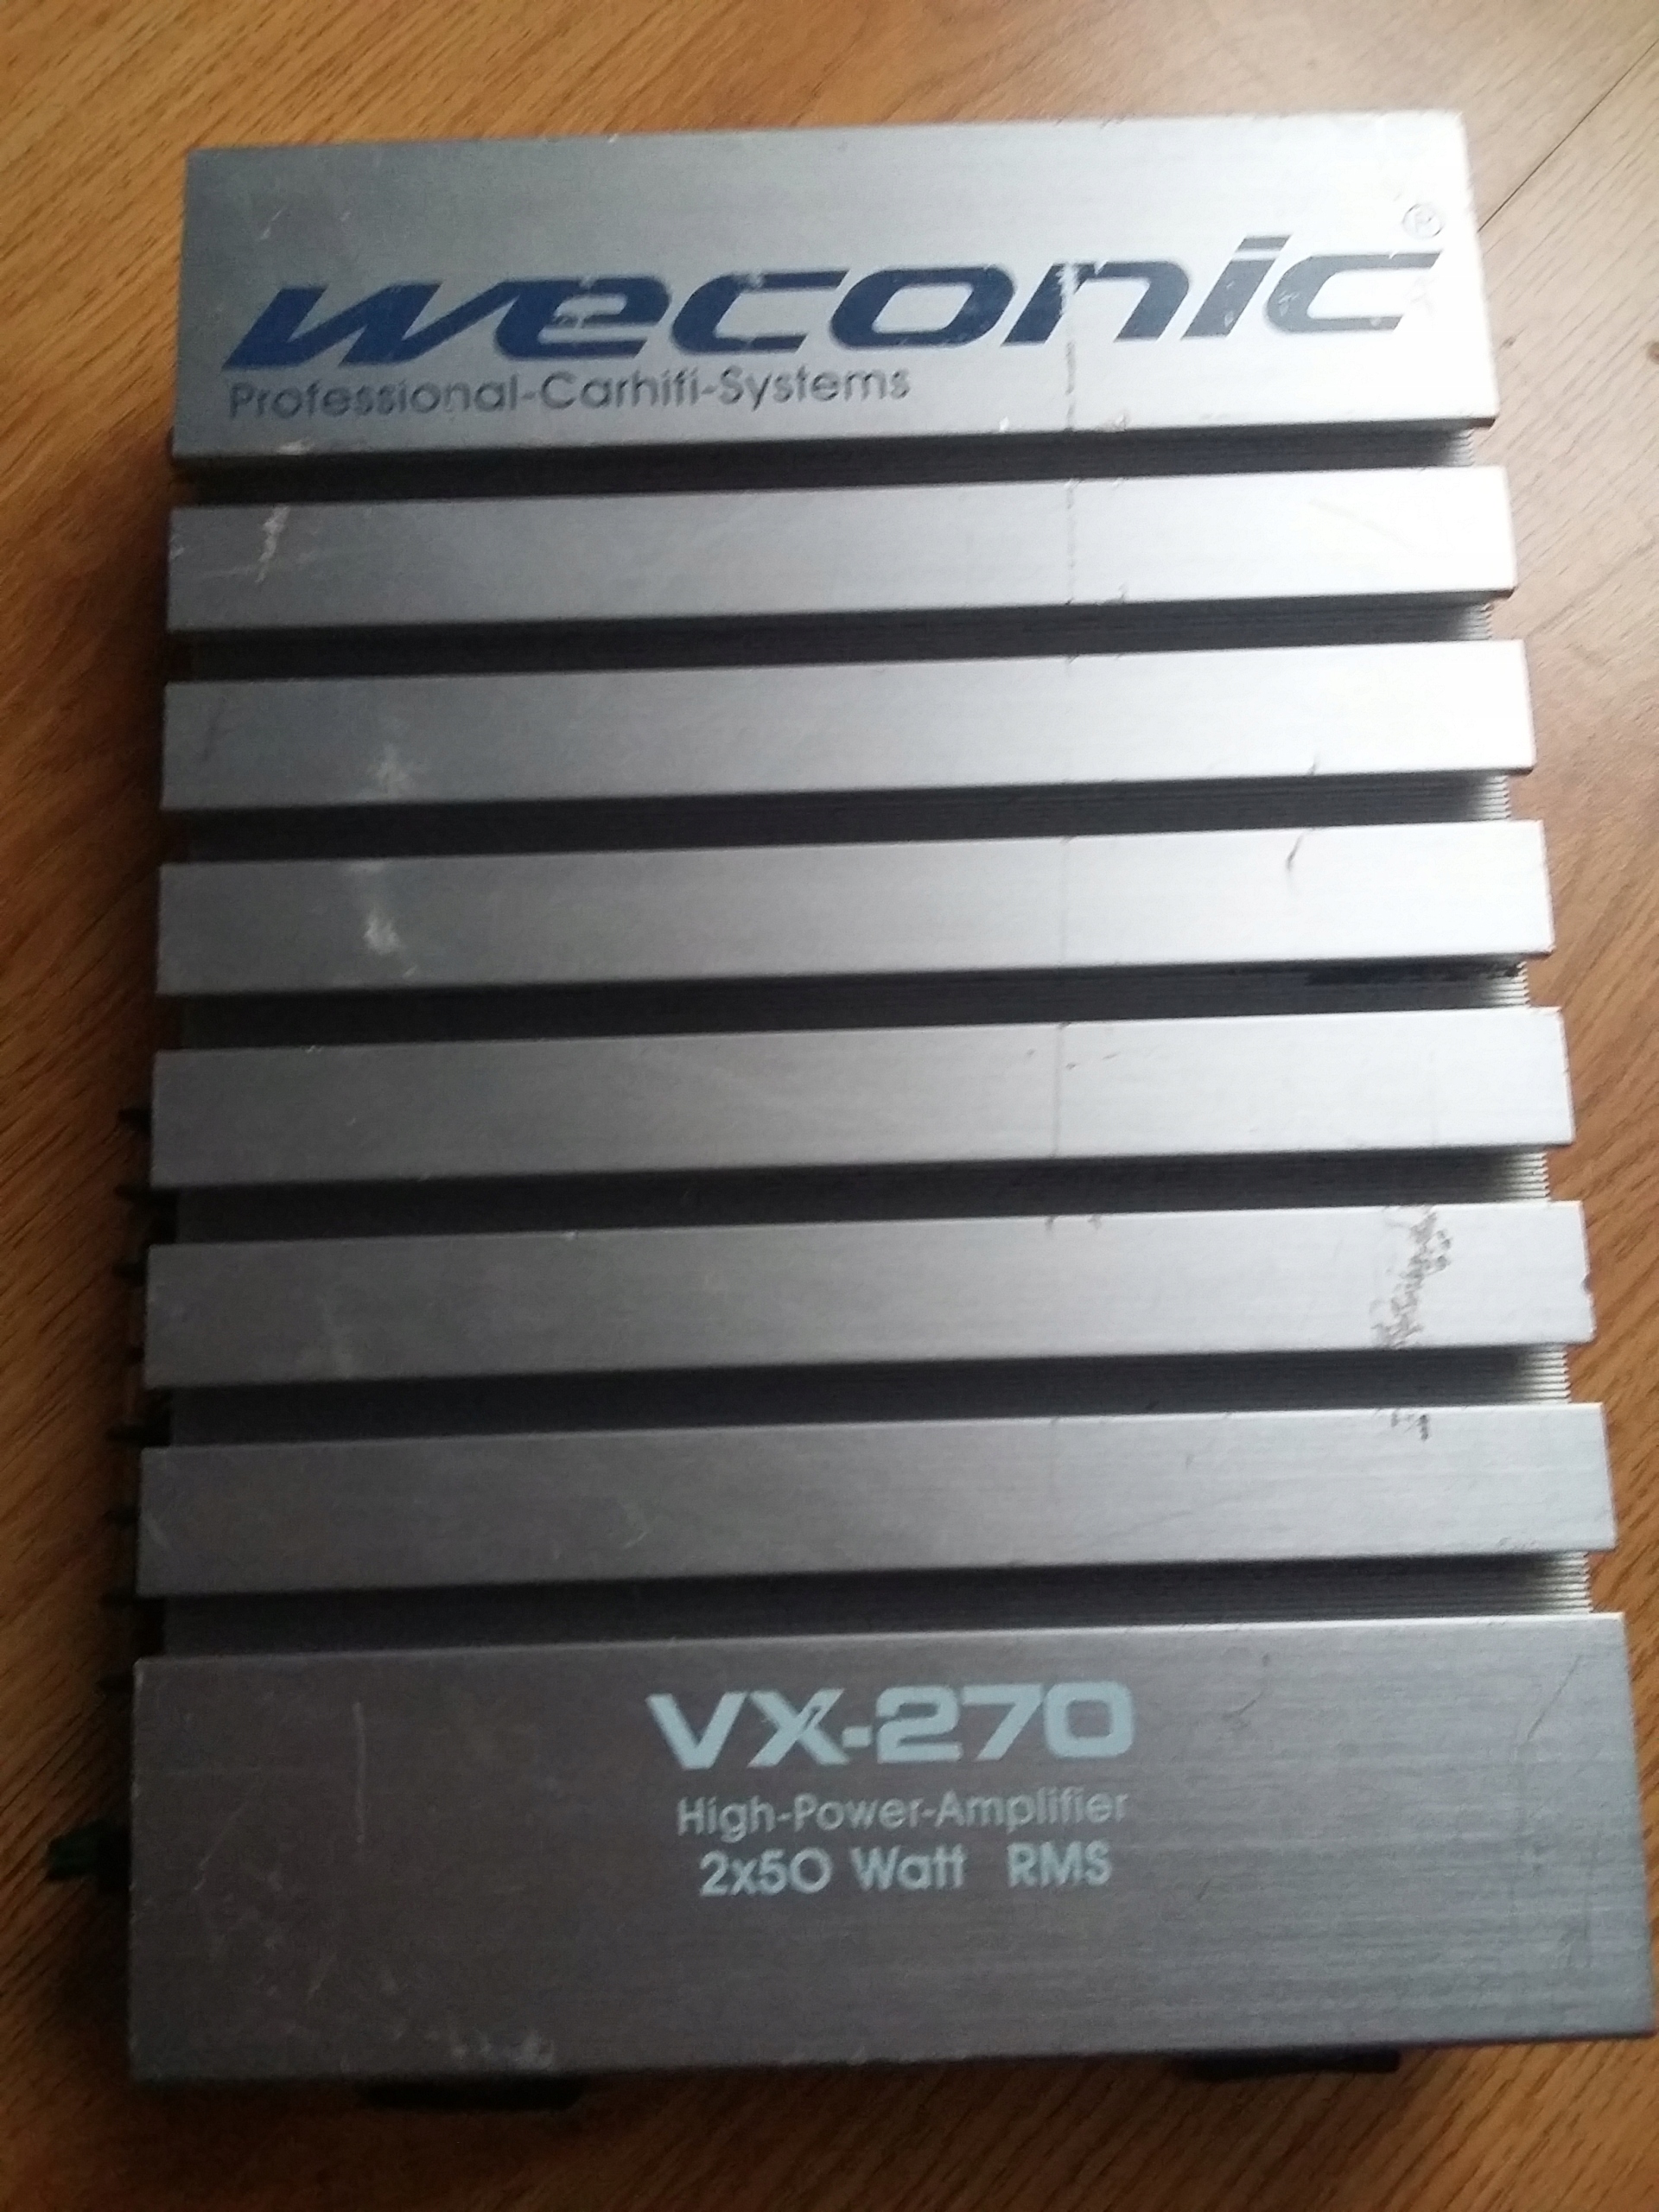 weconic®
Professional-Carhifi-Systems
VX-270
High-Power-Amplifier
2x50 Watt RMS